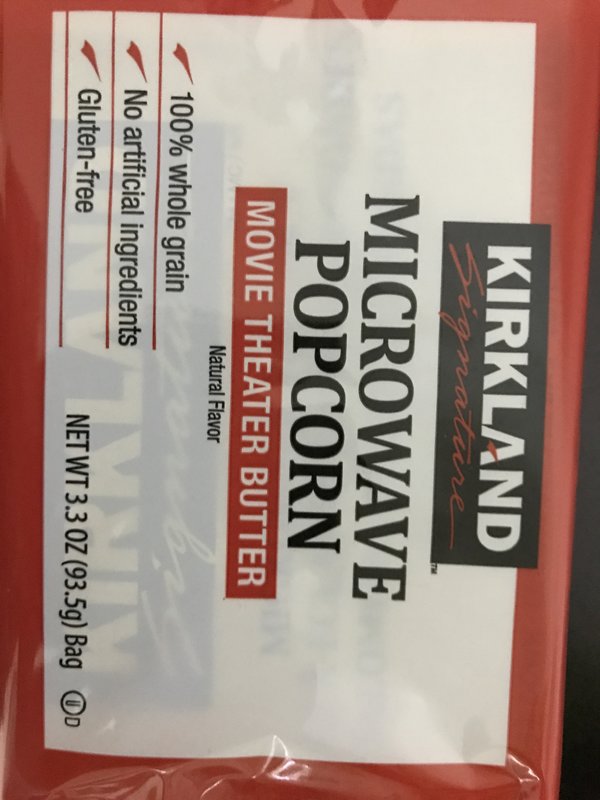 KIRKLAND
Signature™
MICROWAVE
POPCORN
MOVIE THEATER BUTTER
Natural Flavor
100% whole grain
No artificial ingredients
Gluten-free
NET WT 3.3 OZ (93.5g) Bag Ⓤ D